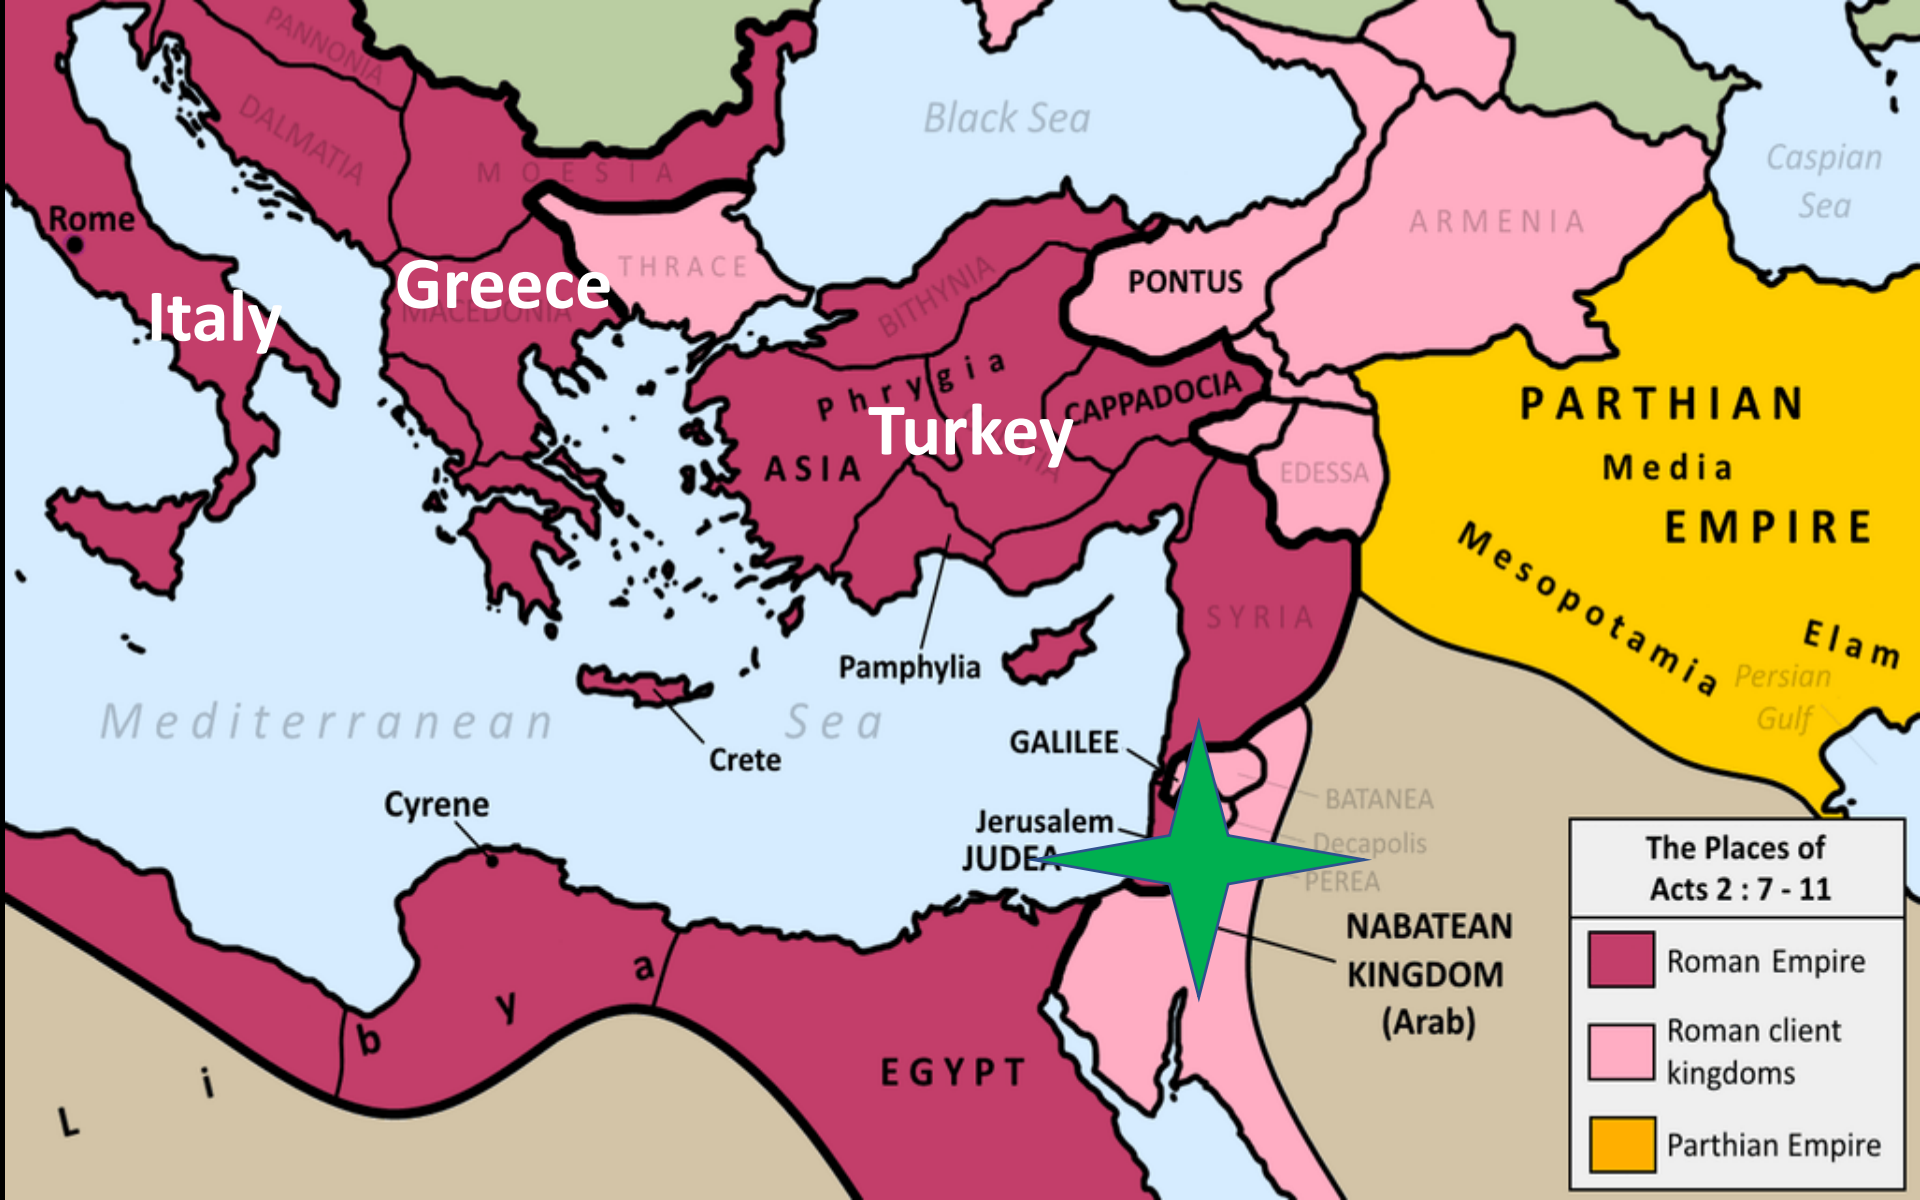 PANNONIA
DALMATIA
MOESIA
Black Sea
Caspian
Sea
Rome
Italy
Greece
MACEDONIA
THRACE
BITHYNIA
PONTUS
ARMENIA
Phrygia
CAPPADOCIA
Turkey
ASIA
EDESSA
PARTHIAN
Media
EMPIRE
Mesopotamia
Elam
Persian
Gulf
SYRIA
Pamphylia
Mediterranean Sea
Crete
Cyrene
GALILEE
Jerusalem
JUDEA
BATANEA
Decapolis
PEREA
NABATEAN
KINGDOM
(Arab)
EGYPT
Libya
The Places of
Acts 2 : 7 - 11
Roman Empire
Roman client
kingdoms
Parthian Empire